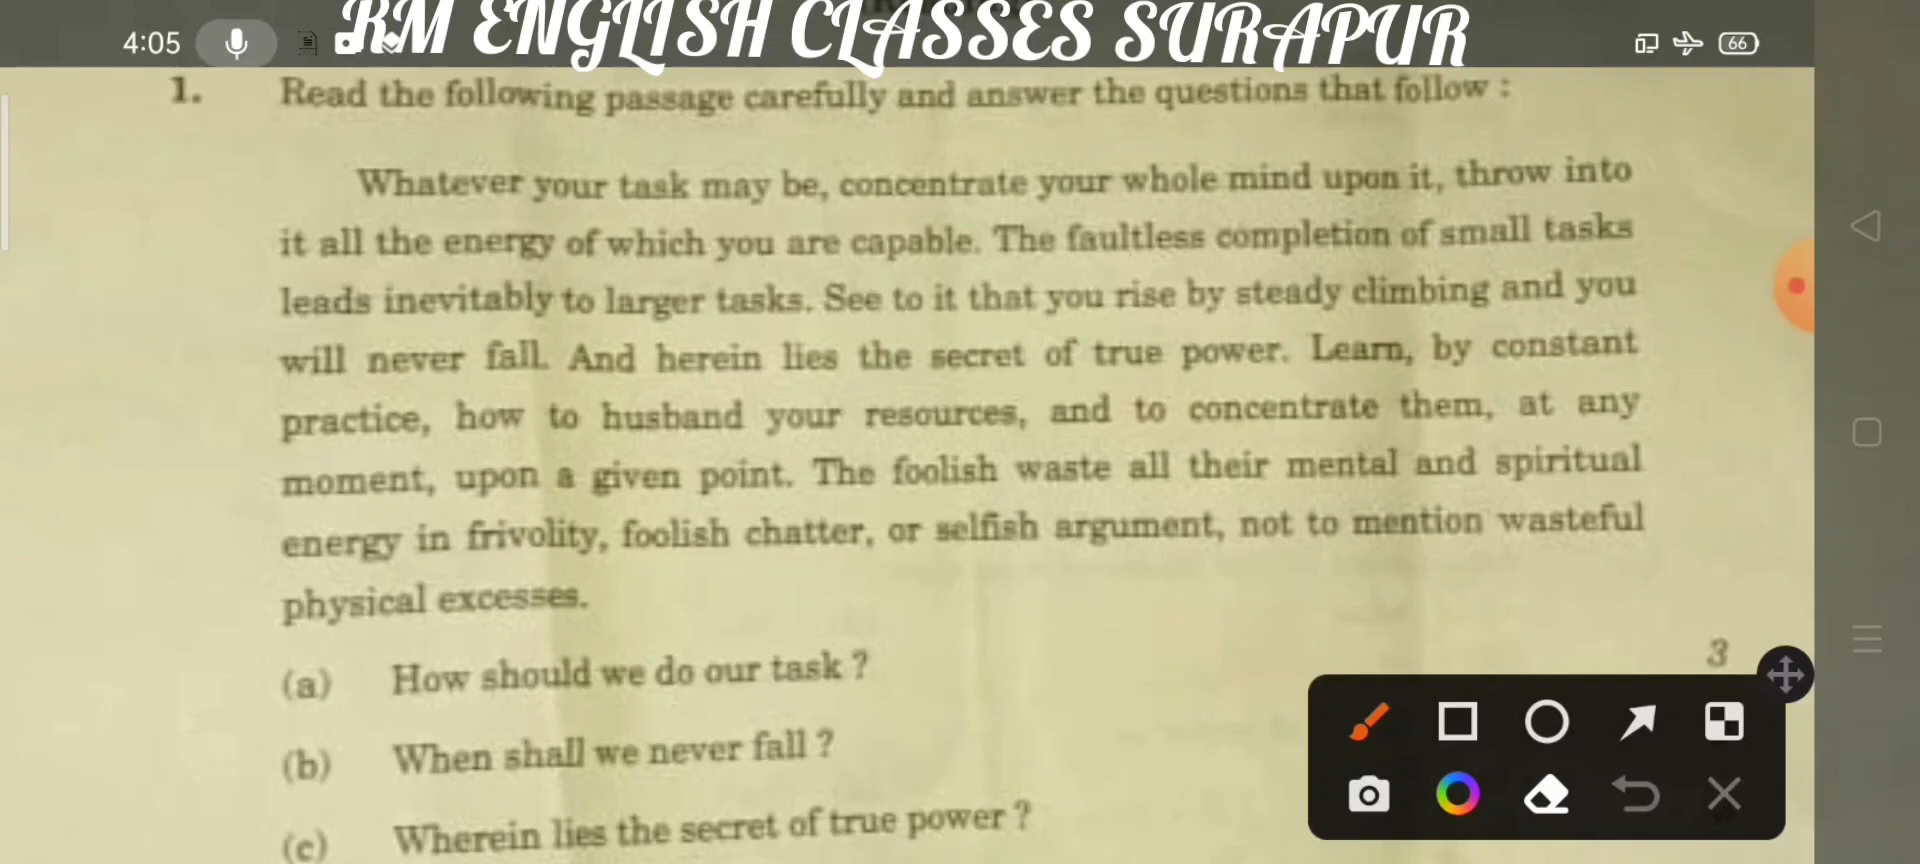 RM ENGLISH CLASSES SURAPUR
4:05
66
1. Read the following passage carefully and answer the questions that follow :
Whatever your task may be, concentrate your whole mind upon it, throw into
it all the energy of which you are capable. The faultless completion of small tasks
leads inevitably to larger tasks. See to it that you rise by steady climbing and you
will never fall. And herein lies the secret of true power. Learn, by constant
practice, how to husband your resources, and to concentrate them, at any
moment, upon a given point. The foolish waste all their mental and spiritual
energy in frivolity, foolish chatter, or selfish argument, not to mention wasteful
physical excesses.
3
(a) How should we do our task ?
(b) When shall we never fall ?
(c) Wherein lies the secret of true power ?